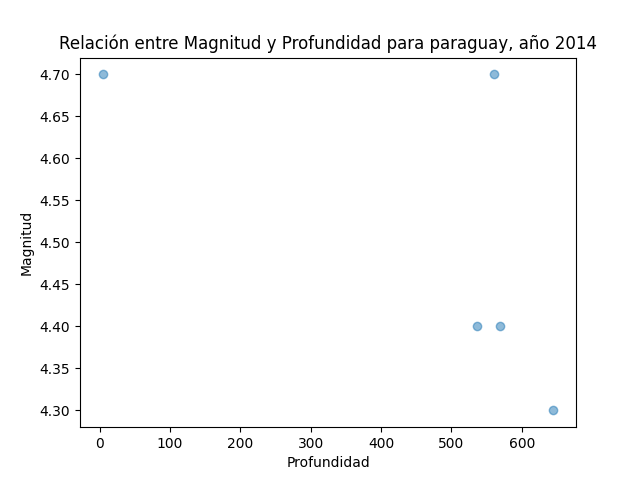 Relación entre Magnitud y Profundidad para paraguay, año 2014
4.70
4.65
4.60
4.55
4.50
4.45
4.40
4.35
4.30
Magnitud
0 100 200 300 400 500 600
Profundidad